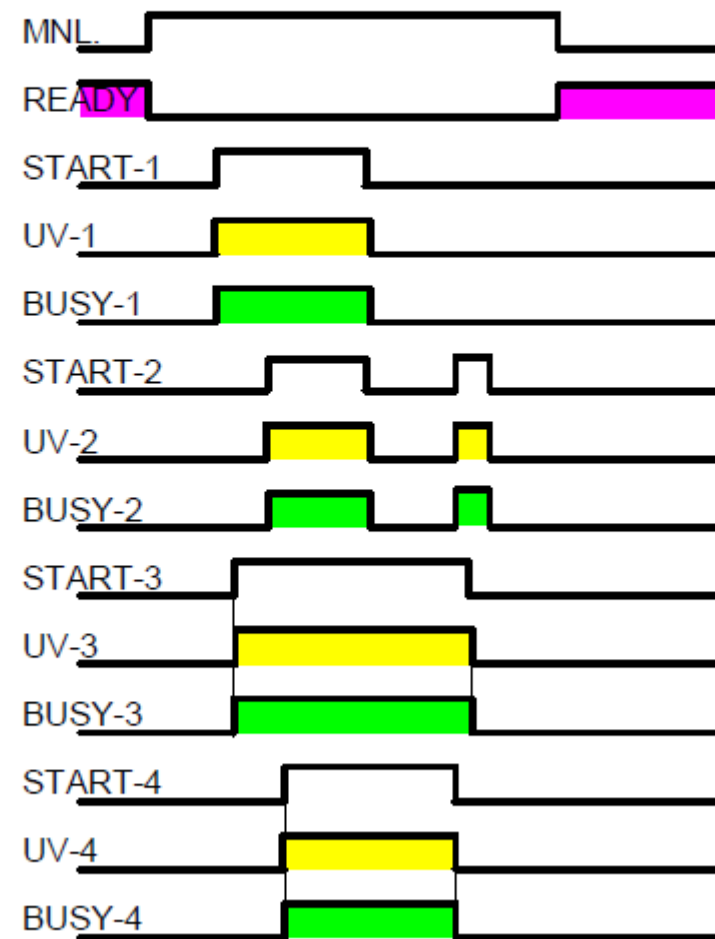 MNL.
READY
START-1
UV-1
BUSY-1
START-2
UV-2
BUSY-2
START-3
UV-3
BUSY-3
START-4
UV-4
BUSY-4